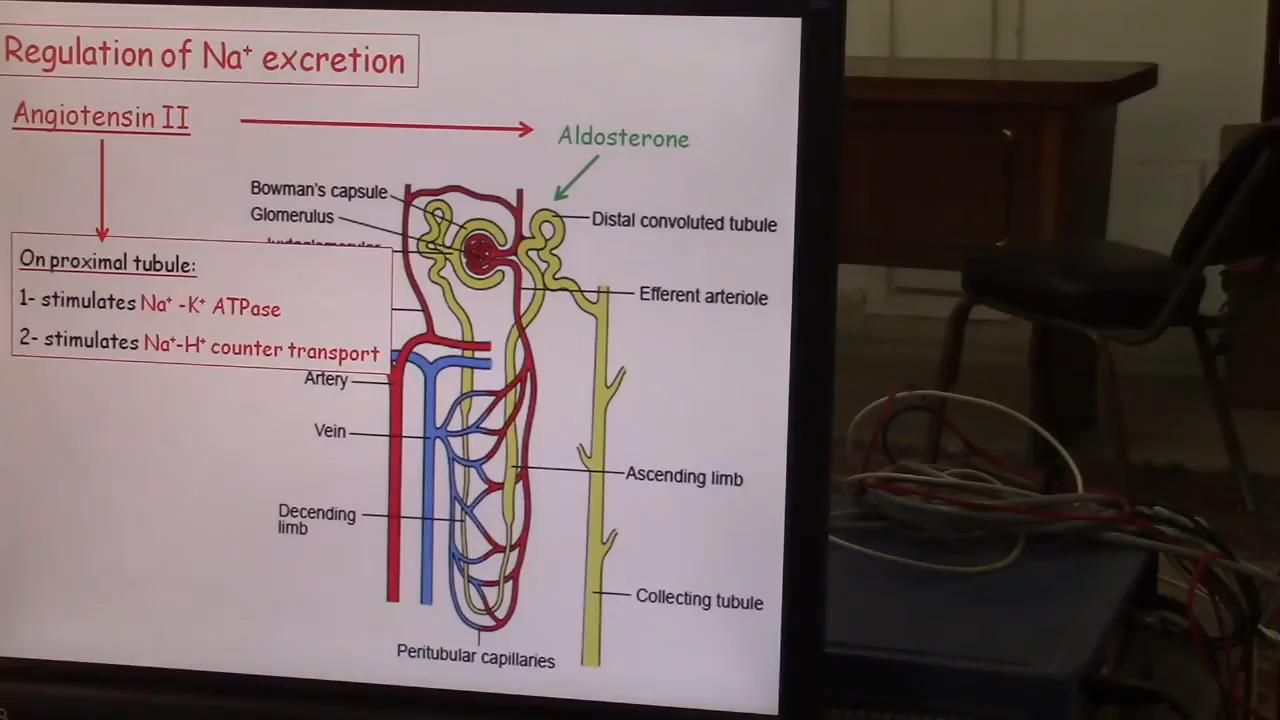 Regulation of Na⁺ excretion
Angiotensin II
Aldosterone
Bowman's capsule
Glomerulus
Distal convoluted tubule
On proximal tubule:
1- stimulates Na⁺ -K⁺ ATPase
2- stimulates Na⁺-H⁺ counter transport
Efferent arteriole
Artery
Vein
Ascending limb
Decending
limb
Collecting tubule
Peritubular capillaries